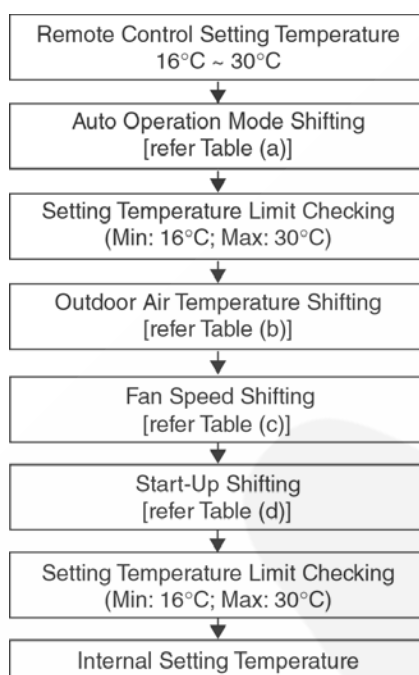 Remote Control Setting Temperature
16°C ~ 30°C
Auto Operation Mode Shifting
[refer Table (a)]
Setting Temperature Limit Checking
(Min: 16°C; Max: 30°C)
Outdoor Air Temperature Shifting
[refer Table (b)]
Fan Speed Shifting
[refer Table (c)]
Start-Up Shifting
[refer Table (d)]
Setting Temperature Limit Checking
(Min: 16°C; Max: 30°C)
Internal Setting Temperature